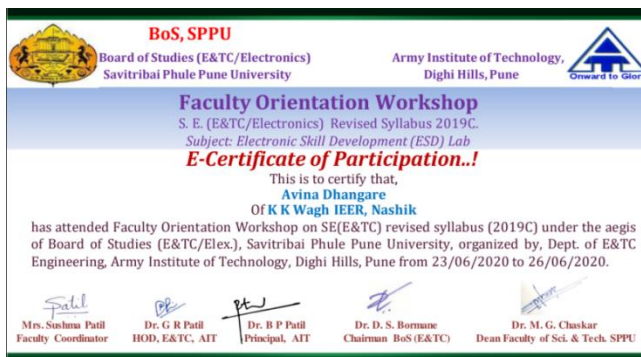 BoS, SPPU
Board of Studies (E&TC/Electronics)
Savitribai Phule Pune University
Army Institute of Technology,
Dighi Hills, Pune
Onward to Glory
Faculty Orientation Workshop
S. E. (E&TC/Electronics) Revised Syllabus 2019C.
Subject: Electronic Skill Development (ESD) Lab
E-Certificate of Participation..!
This is to certify that,
Avina Dhangare
Of K K Wagh IEER, Nashik
has attended Faculty Orientation Workshop on SE(E&TC) revised syllabus (2019C) under the aegis
of Board of Studies (E&TC/Elex.), Savitribai Phule Pune University, organized by, Dept. of E&TC
Engineering, Army Institute of Technology, Dighi Hills, Pune from 23/06/2020 to 26/06/2020.
Mrs. Sushma Patil
Faculty Coordinator
Dr. G R Patil
HOD, E&TC, AIT
Dr. B P Patil
Principal, AIT
Dr. D. S. Bormane
Chairman BoS (E&TC)
Dr. M. G. Chaskar
Dean Faculty of Sci. & Tech. SPPU